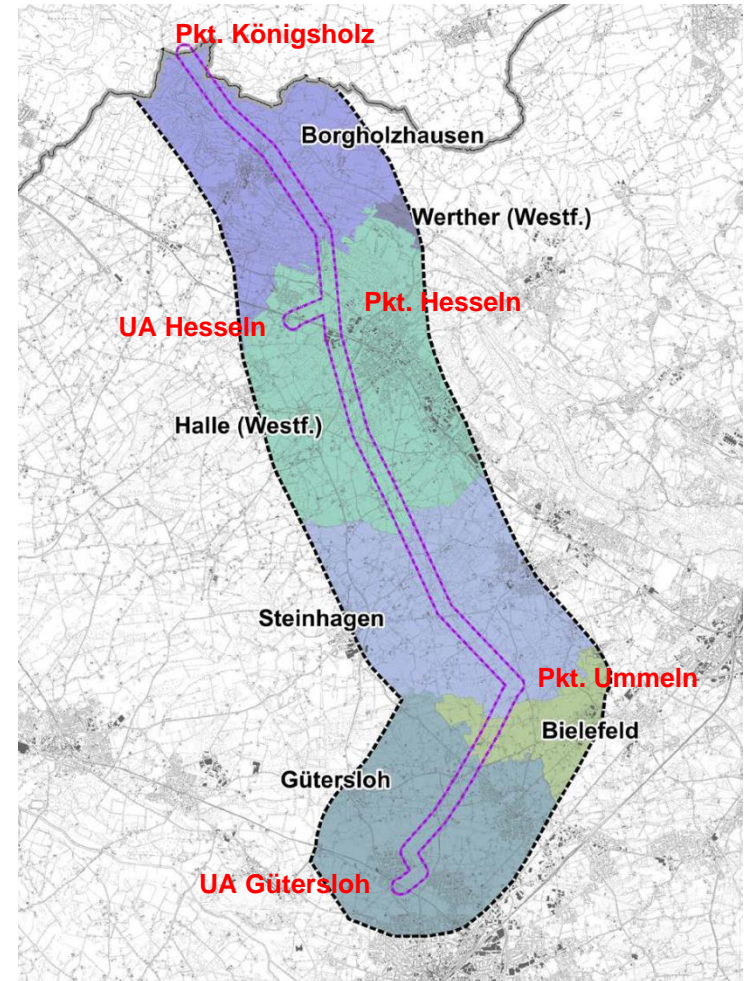 Pkt. Königsholz
Borgholzhausen
Werther (Westf.)
Pkt. Hesseln
UA Hesseln
Halle (Westf.)
Steinhagen
Pkt. Ummeln
Bielefeld
Gütersloh
UA Gütersloh